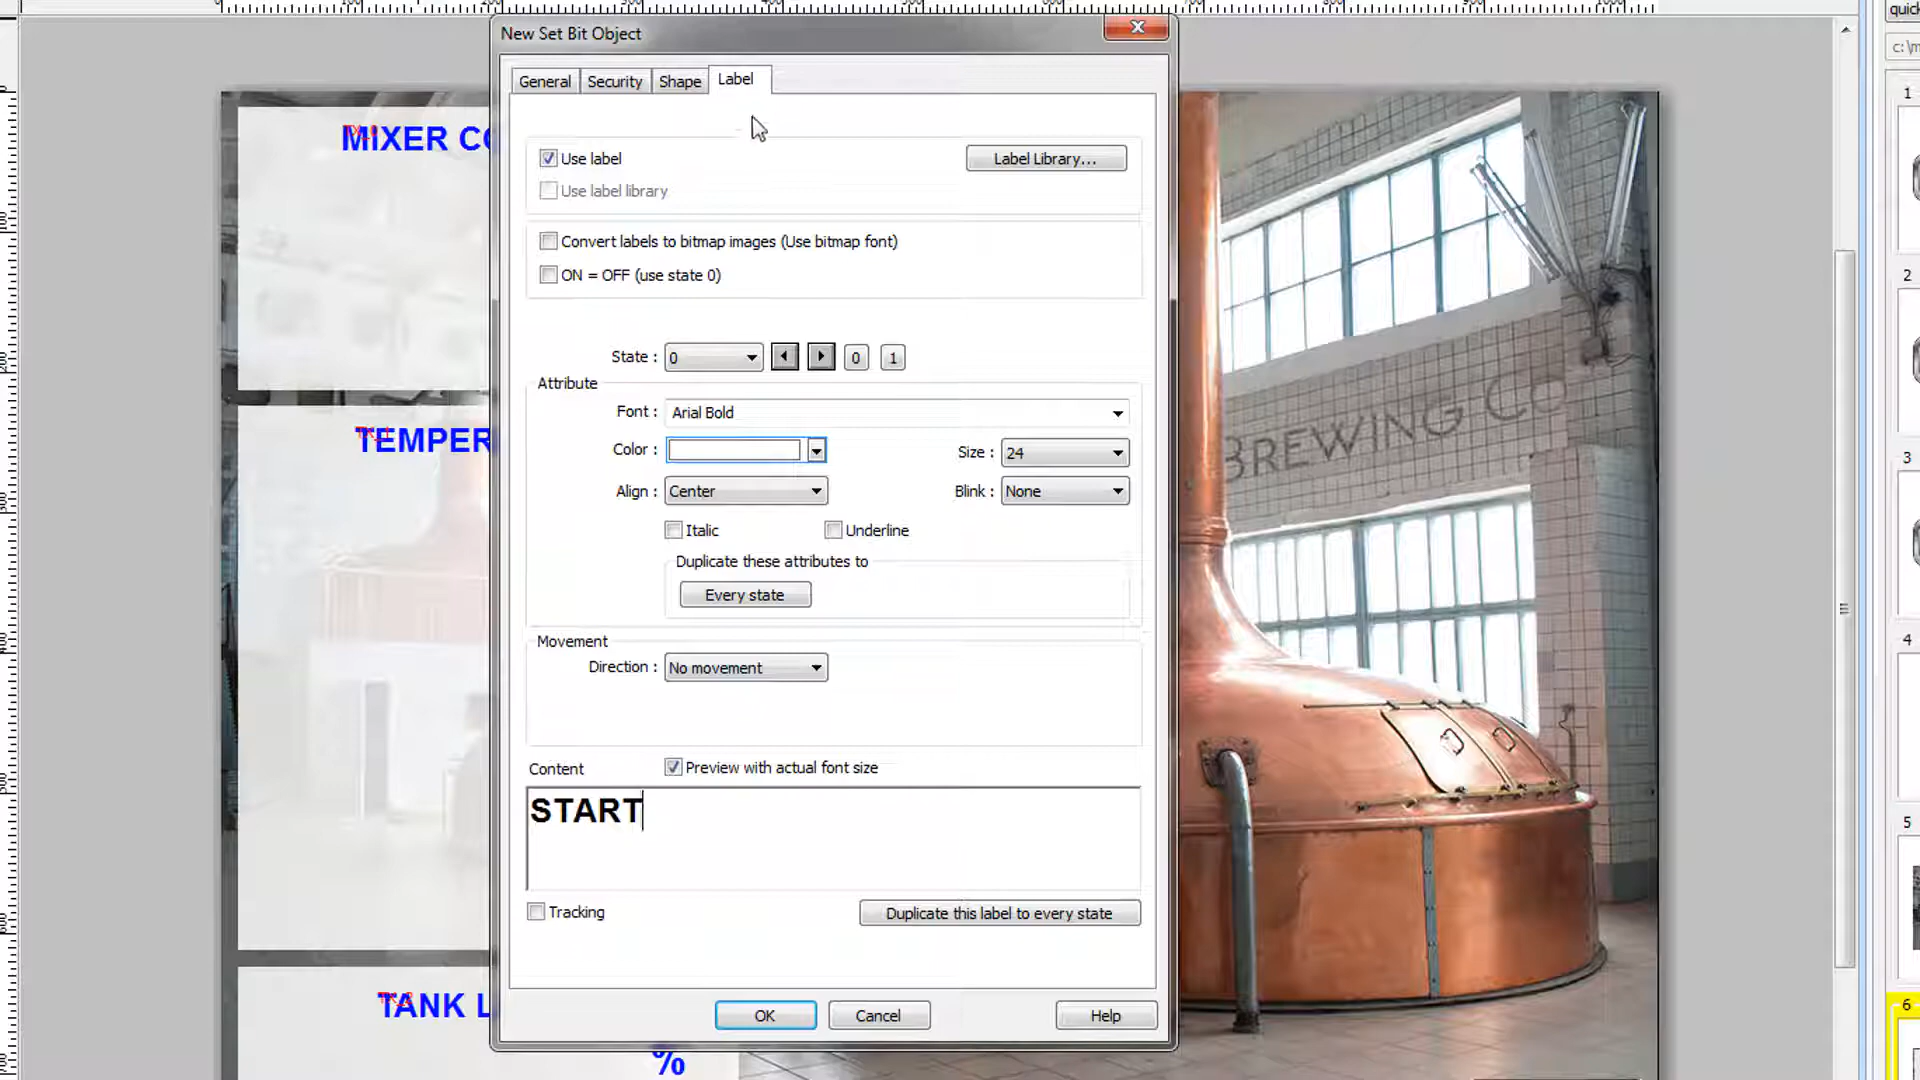 quick
New Set Bit Object
c:\m
General Security Shape Label
1
MIXER CO
Use label
Label Library...
Use label library
Convert labels to bitmap images (Use bitmap font)
ON = OFF (use state 0)
2
State : 0 0 1
Attribute
Font : Arial Bold
BREWING Co
TEMPER
Color :
Size : 24
3
Align : Center
Blink : None
Italic Underline
Duplicate these attributes to
Every state
Movement
4
Direction : No movement
Content
Preview with actual font size
START
5
Tracking
Duplicate this label to every state
TANK L
6
OK Cancel Help
%